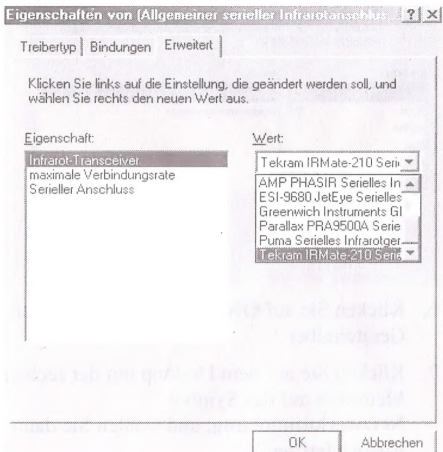 Eigenschaften von (Allgemeiner serieller Infrarotanschlus... ? X
Treibertyp Bindungen Erweitert
Klicken Sie links auf die Einstellung, die geändert werden soll, und
wählen Sie rechts den neuen Wert aus.
Eigenschaft: Wert:
Infrarot-Transceiver
maximale Verbindungsrate
Serieller Anschluss
Tekram IRMate-210 Serie
AMP PHASIR Serielles In
ESI-9680 JetEye Serielles
Greenwich Instruments GI
Parallax PRA9500A Serie
Puma Serielles Infrarotger
Tekram IRMate-210 Serie
OK Abbrechen